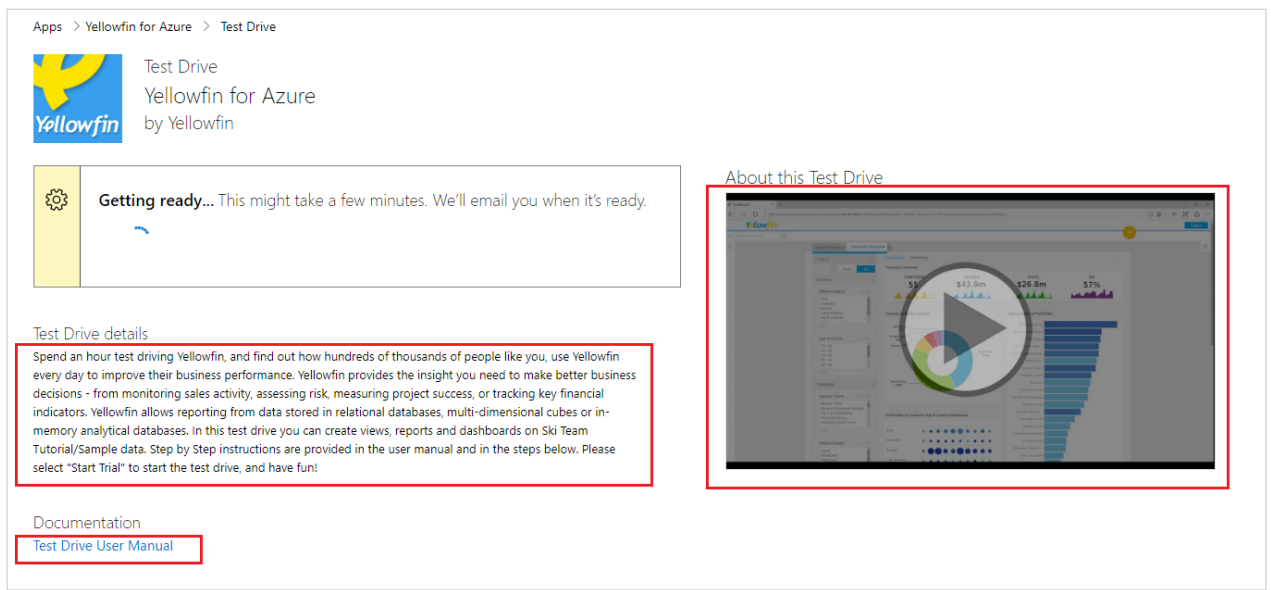 Apps > Yellowfin for Azure > Test Drive
Yellowfin
Test Drive
Yellowfin for Azure
by Yellowfin
Getting ready... This might take a few minutes. We'll email you when it's ready.
Test Drive details
Spend an hour test driving Yellowfin, and find out how hundreds of thousands of people like you, use Yellowfin
every day to improve their business performance. Yellowfin provides the insight you need to make better business
decisions - from monitoring sales activity, assessing risk, measuring project success, or tracking key financial
indicators. Yellowfin allows reporting from data stored in relational databases, multi-dimensional cubes or in-
memory analytical databases. In this test drive you can create views, reports and dashboards on Ski Team
Tutorial/Sample data. Step by Step instructions are provided in the user manual and in the steps below. Please
select "Start Trial" to start the test drive, and have fun!
Documentation
Test Drive User Manual
About this Test Drive
Yellowfin
$43.9m
$26.8m
57%